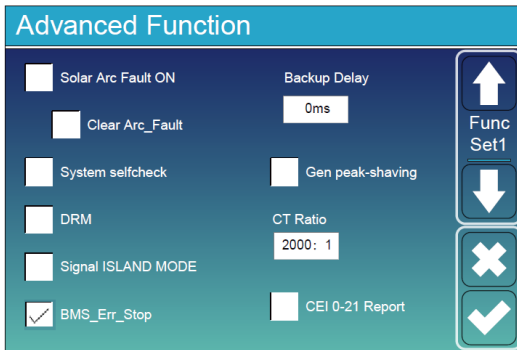 Advanced Function
Solar Arc Fault ON
Clear Arc_Fault
System selfcheck
DRM
Signal ISLAND MODE
BMS_Err_Stop
Backup Delay
0ms
Gen peak-shaving
CT Ratio
2000: 1
CEI 0-21 Report
Func
Set1